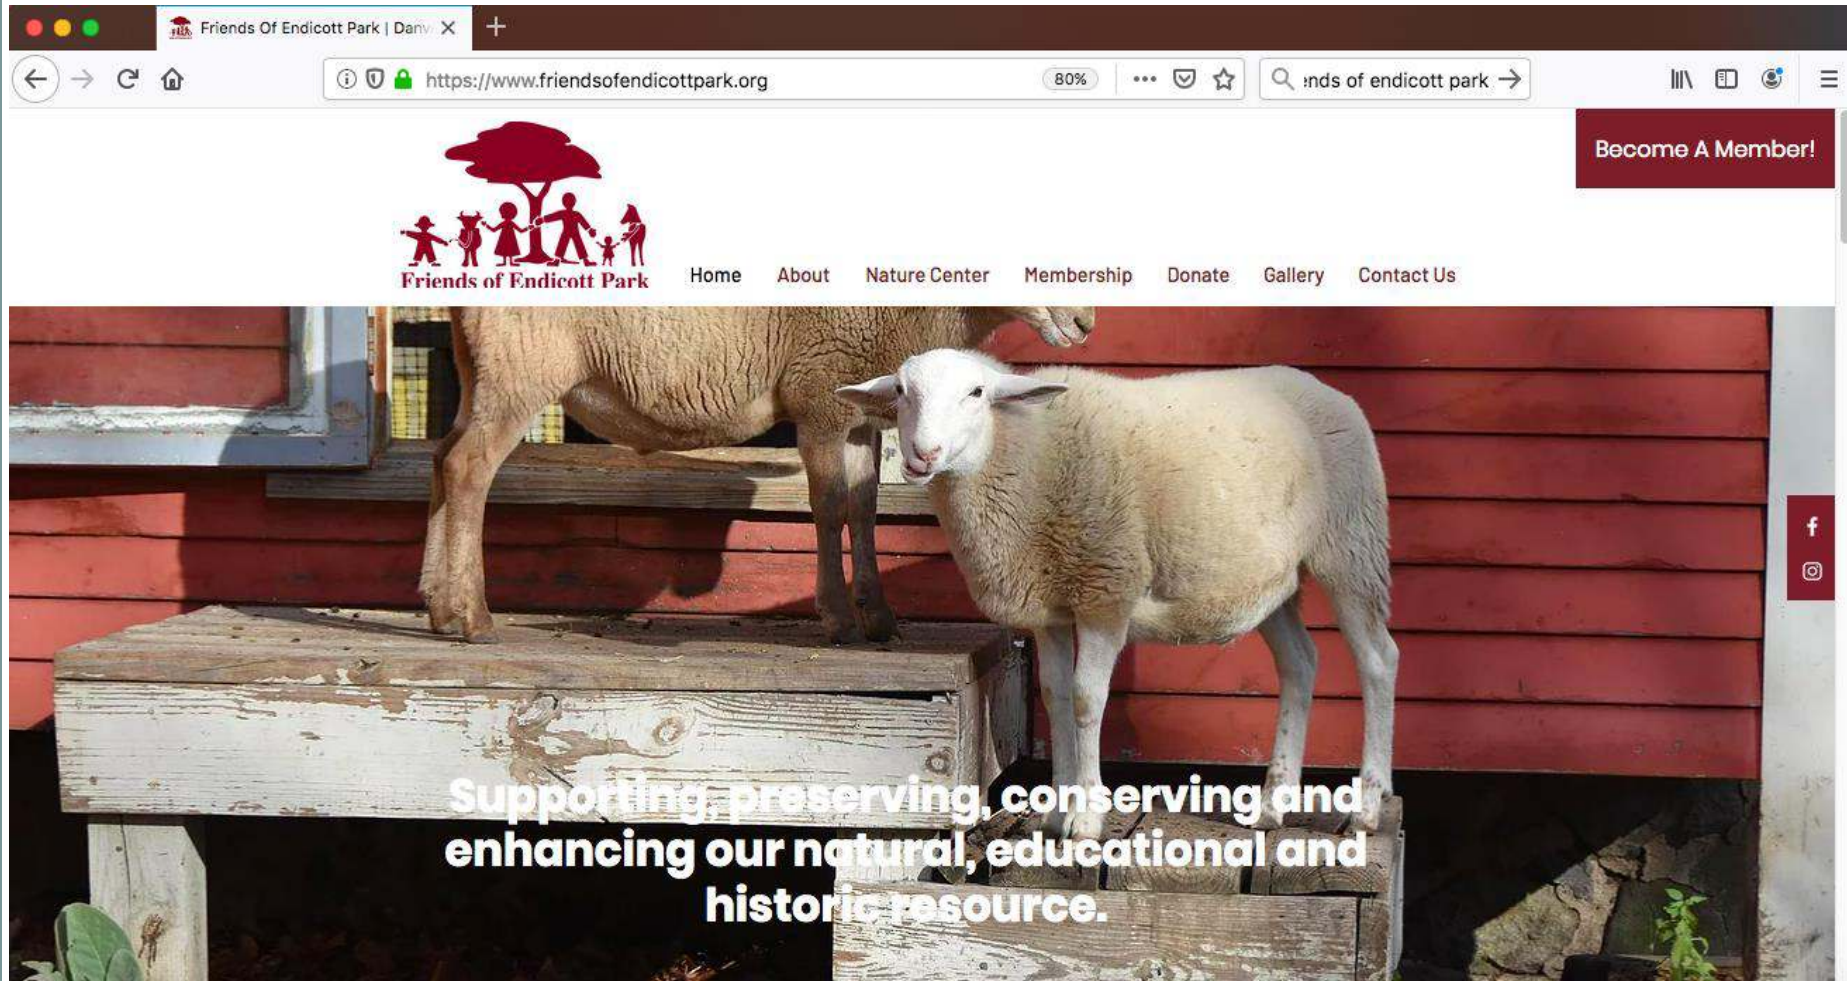 Friends Of Endicott Park | Danv
https://www.friendsofendicottpark.org
80%
ends of endicott park
Become A Member!
Friends of Endicott Park
Home About Nature Center Membership Donate Gallery Contact Us
Supporting, preserving, conserving and
enhancing our natural, educational and
historic resource.